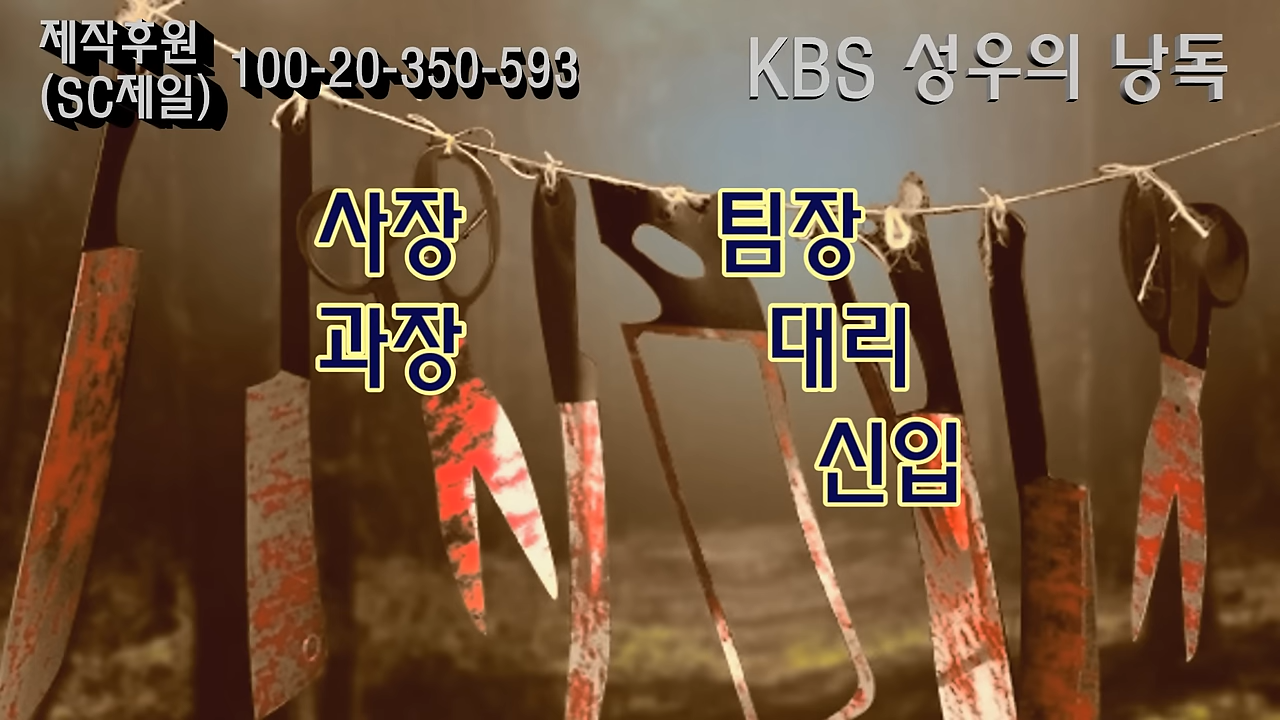 제작후원
(SC제일)
100-20-350-593
KBS 성우의 낭독
사장
과장
팀장
대리
신입